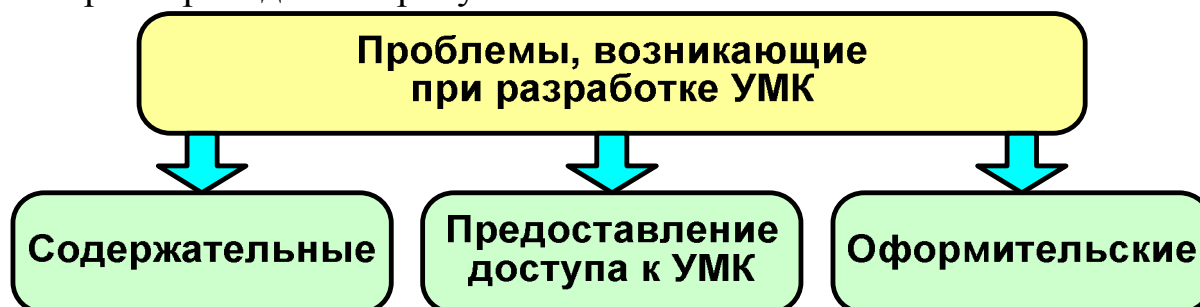 Проблемы, возникающие
при разработке УМК
Содержательные
Предоставление
доступа к УМК
Оформительские